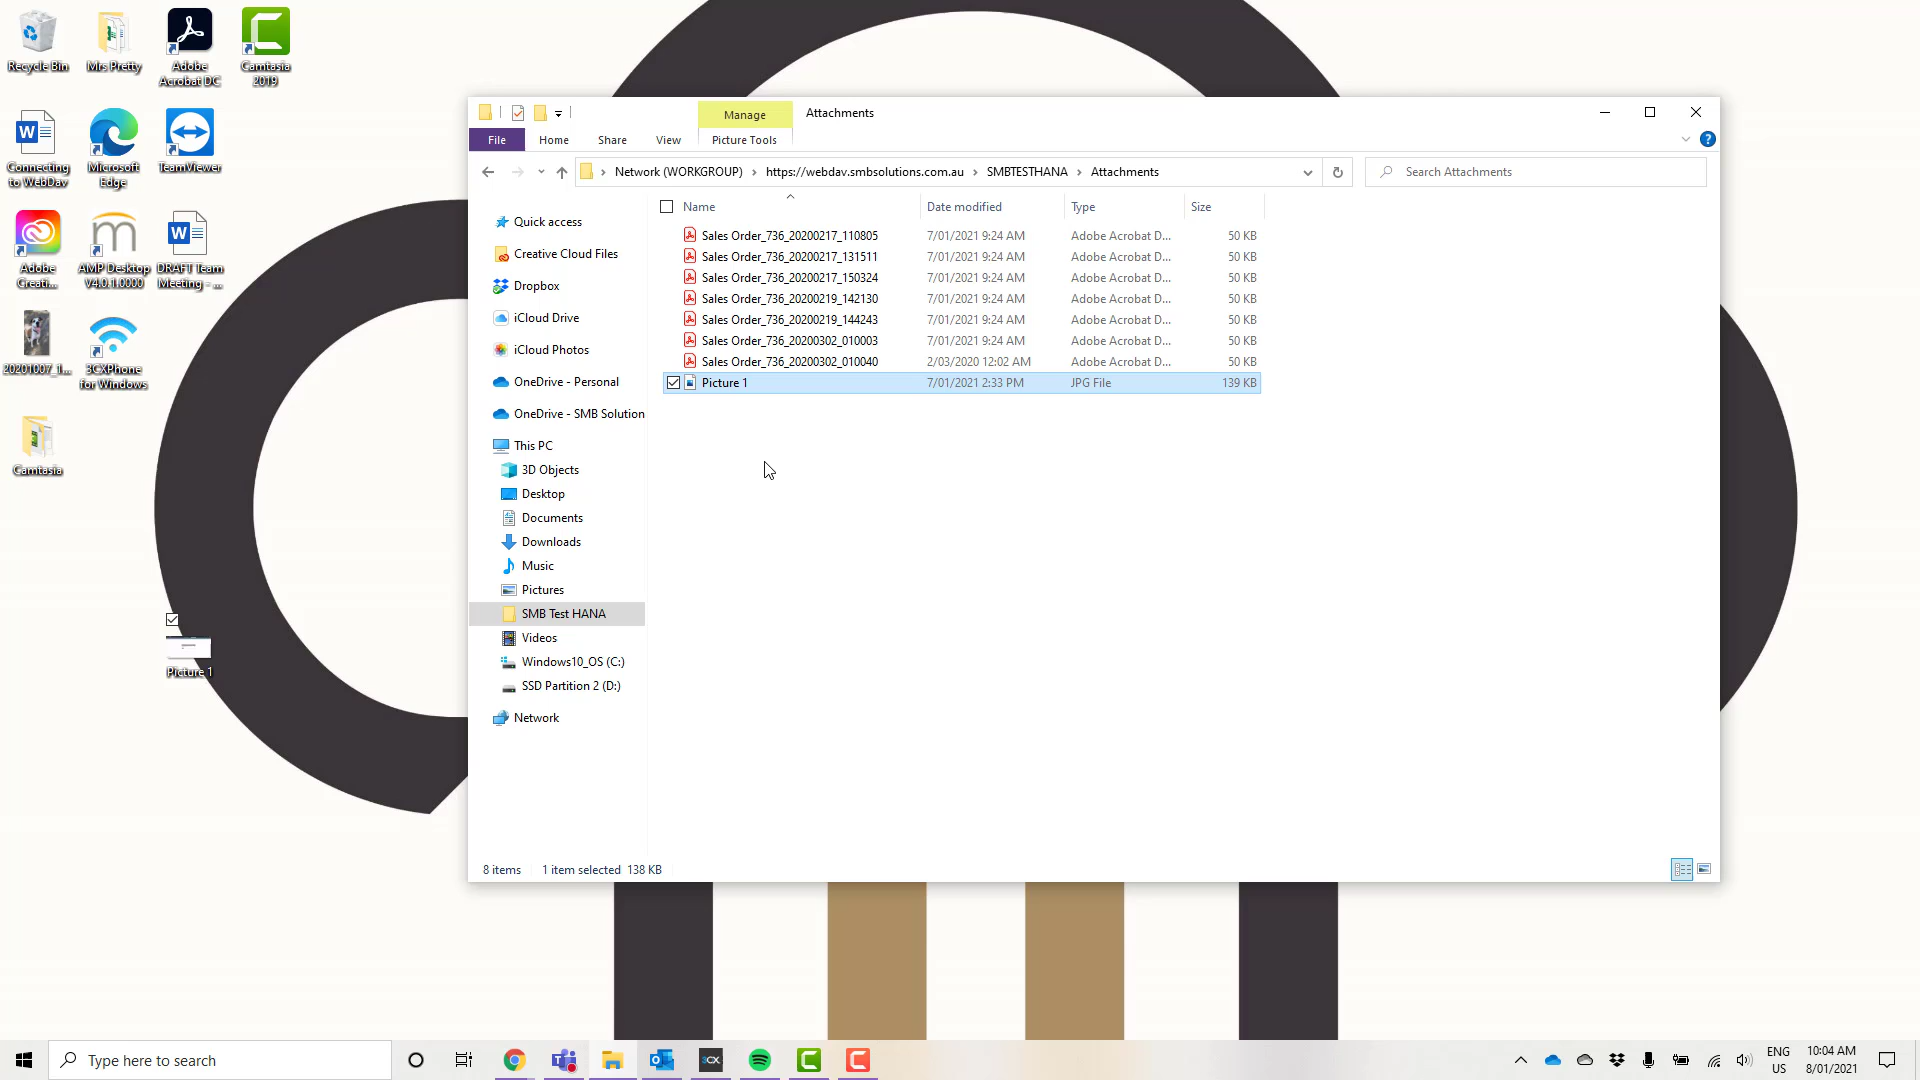 Recycle Bin
Mrs Pretty
Adobe
Acrobat DC
Camtasia
2019
Connecting
to WebDav
Microsoft
Edge
TeamViewer
Adobe
Creati...
AMP Desktop
V4.0.1.0000
DRAFT Team
Meeting - ...
20201007_1...
3CXPhone
for Windows
Camtasia
Picture 1
Manage
Attachments
File
Home
Share
View
Picture Tools
Network (WORKGROUP) › https://webdav.smbsolutions.com.au › SMBTESTHANA › Attachments
Search Attachments
Quick access
Creative Cloud Files
Dropbox
iCloud Drive
iCloud Photos
OneDrive - Personal
OneDrive - SMB Solution
This PC
3D Objects
Desktop
Documents
Downloads
Music
Pictures
SMB Test HANA
Videos
Windows10_OS (C:)
SSD Partition 2 (D:)
Network
Name Date modified Type Size
Sales Order_736_20200217_110805 7/01/2021 9:24 AM Adobe Acrobat D... 50 KB
Sales Order_736_20200217_131511 7/01/2021 9:24 AM Adobe Acrobat D... 50 KB
Sales Order_736_20200217_150324 7/01/2021 9:24 AM Adobe Acrobat D... 50 KB
Sales Order_736_20200219_142130 7/01/2021 9:24 AM Adobe Acrobat D... 50 KB
Sales Order_736_20200219_144243 7/01/2021 9:24 AM Adobe Acrobat D... 50 KB
Sales Order_736_20200302_010003 7/01/2021 9:24 AM Adobe Acrobat D... 50 KB
Sales Order_736_20200302_010040 2/03/2020 12:02 AM Adobe Acrobat D... 50 KB
Picture 1 7/01/2021 2:33 PM JPG File 139 KB
8 items 1 item selected 138 KB
Type here to search
3CX
ENG
US
10:04 AM
8/01/2021